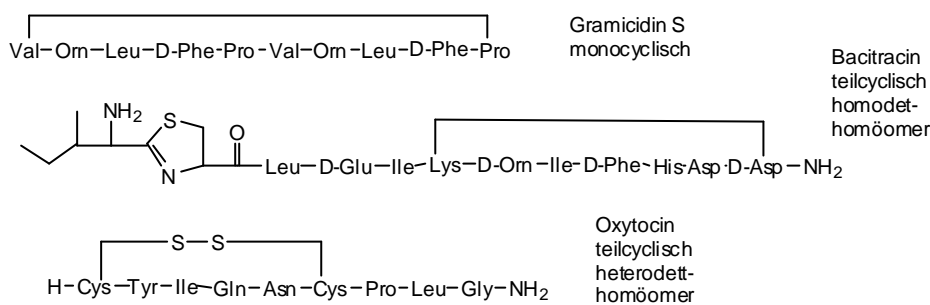 Gramicidin S
monocyclisch
Val-Orn-Leu-D-Phe-Pro-Val-Orn-Leu-D-Phe-Pro
Bacitracin
teilcyclisch
homodet-
homöomer
NH2
S
O
N
Leu-D-Glu-Ile-Lys-D-Orn-Ile-D-Phe-His-Asp-D-Asp-NH2
Oxytocin
teilcyclisch
heterodett-
homöomer
S-S
H-Cys-Tyr-Ile-Gln-Asn-Cys-Pro-Leu-Gly-NH2